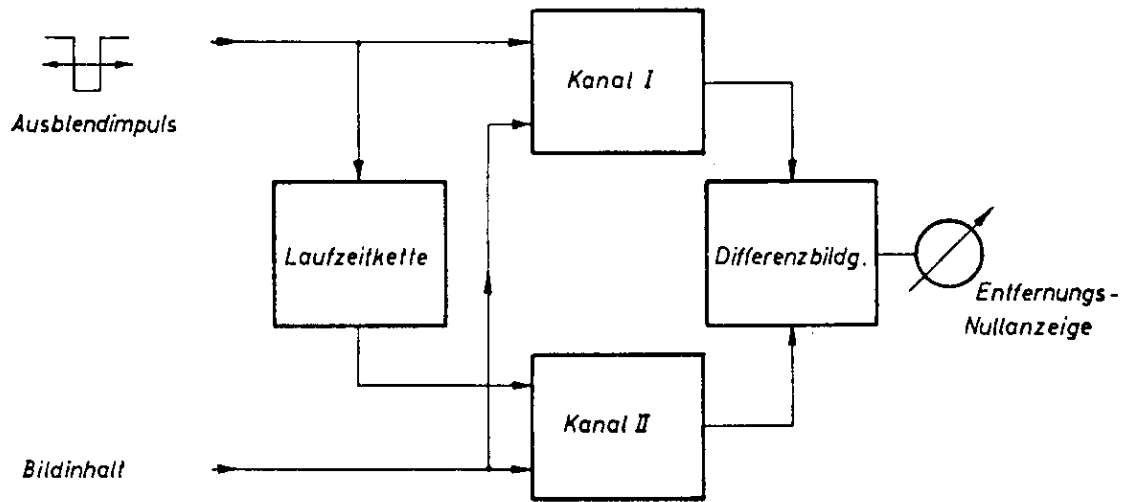 Ausblendimpuls
Kanal I
Laufzeitkette
Differenzbildg.
Entfernungs-
Nullanzeige
Kanal II
Bildinhalt